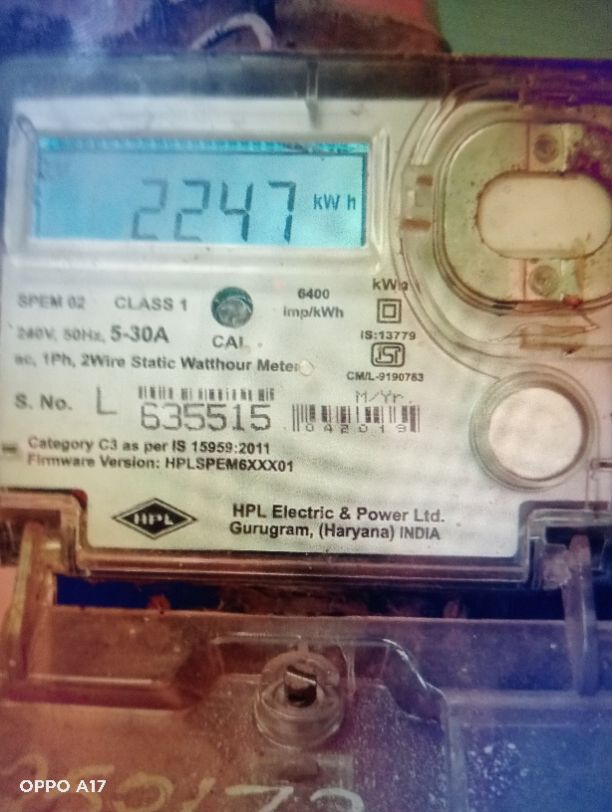 2247 kWh
SPEM 02 CLASS 1
6400
imp/kWh
240V, 50Hz, 5-30A
CAL
IS:13779
ac, 1Ph, 2Wire Static Watthour Meter
CM/L-9190783
M/Yr.
S. No. L 635515 042019
Category C3 as per IS 15959:2011
Firmware Version: HPLSPEM6XXX01
HPL
HPL Electric & Power Ltd.
Gurugram, (Haryana) INDIA
OPPO A17